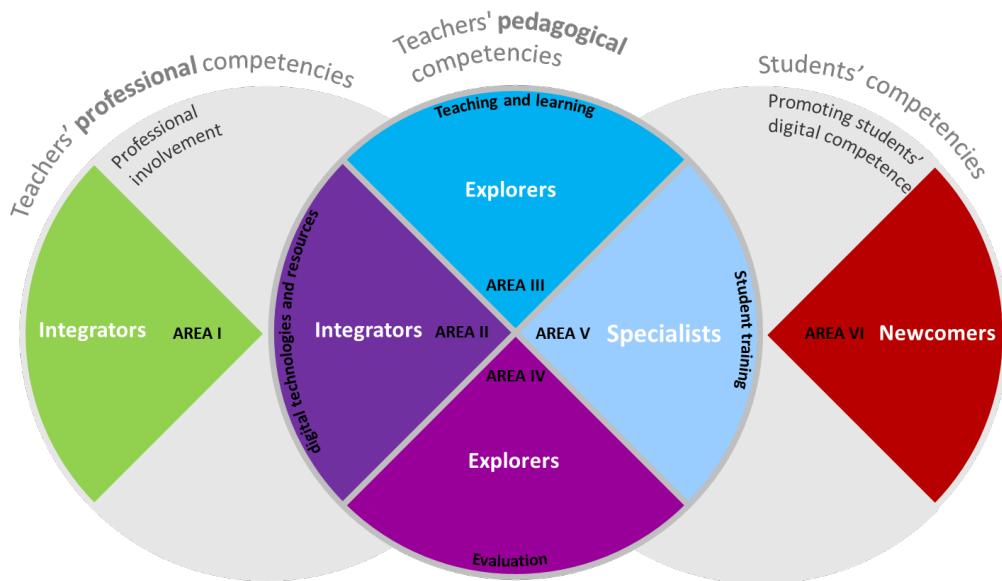 Teachers' professional competencies
Professional
involvement
Integrators
AREA I
Teachers' pedagogical
competencies
Teaching and learning
Explorers
AREA III
digital technologies and resources
Integrators
AREA II
AREA V
Specialists
Student training
AREA IV
Explorers
Evaluation
Students' competencies
Promoting students'
digital competence
AREA VI
Newcomers